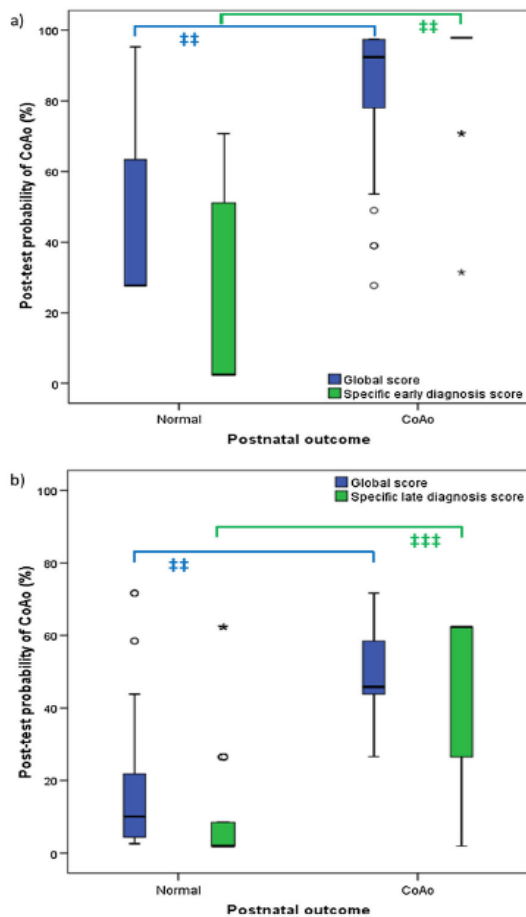 a)
Post-test probability of CoAo (%)
100
80
60
40
20
0
‡‡
‡‡
Global score
Specific early diagnosis score
Normal
CoAo
Postnatal outcome
b)
Post-test probability of CoAo (%)
100
80
60
40
20
0
Global score
Specific late diagnosis score
‡‡
‡‡‡
Normal
CoAo
Postnatal outcome